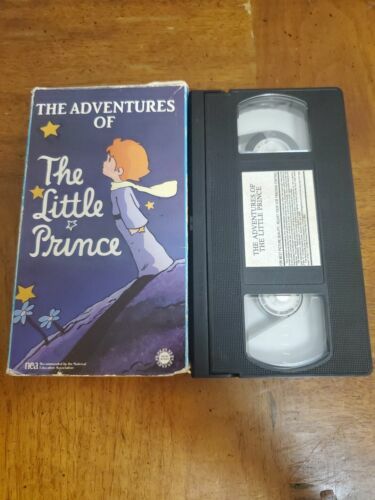 THE ADVENTURES
OF
The
Little
Prince
nea Recommended by the National
Education Association
THE ADVENTURES OF
THE LITTLE PRINCE